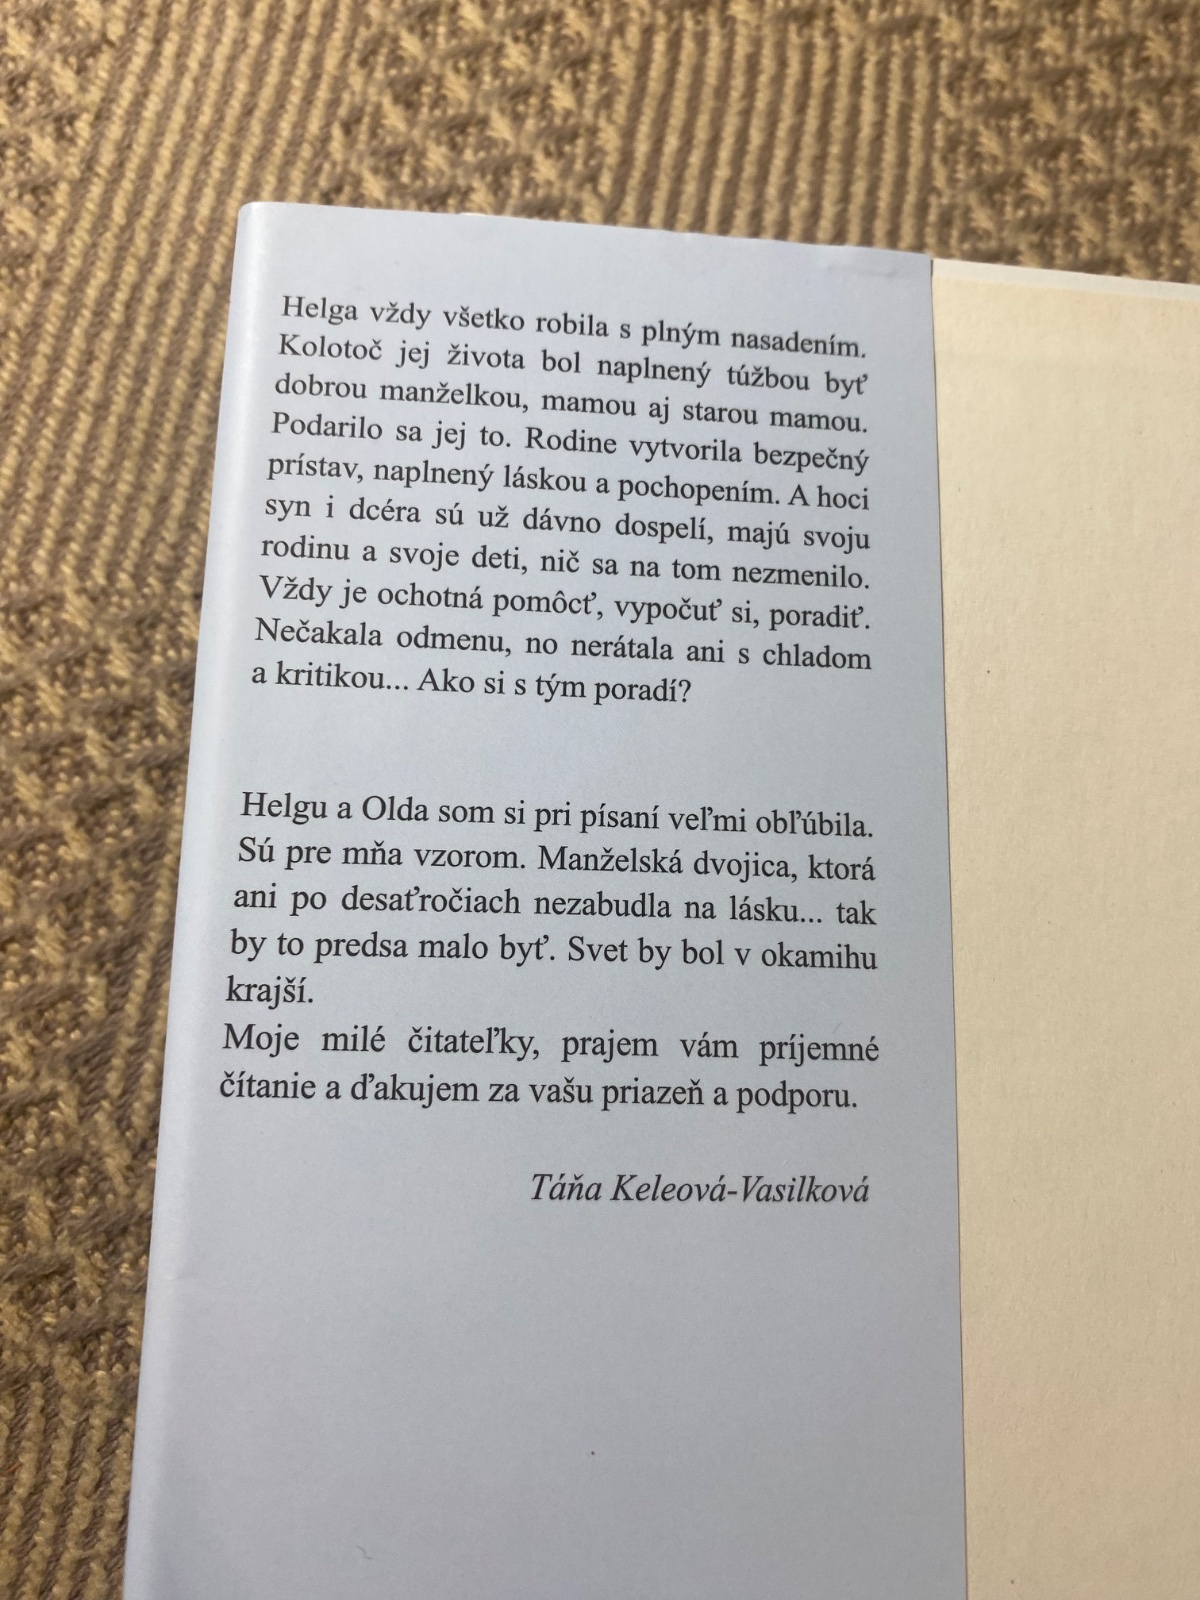 Helga vždy všetko robila s plným nasadením.
Kolotoč jej života bol naplnený túžbou byť
dobrou manželkou, mamou aj starou mamou.
Podarilo sa jej to. Rodine vytvorila bezpečný
prístav, naplnený láskou a pochopením. A hoci
syn i dcéra sú už dávno dospelí, majú svoju
rodinu a svoje deti, nič sa na tom nezmenilo.
Vždy je ochotná pomôcť, vypočuť si, poradiť.
Nečakala odmenu, no nerátala ani s chladom
a kritikou... Ako si s tým poradí?
Helgu a Olda som si pri písaní veľmi obľúbila.
Sú pre mňa vzorom. Manželská dvojica, ktorá
ani po desaťročiach nezabudla na lásku... tak
by to predsa malo byť. Svet by bol v okamihu
krajší.
Moje milé čitateľky, prajem vám príjemné
čítanie a ďakujem za vašu priazeň a podporu.
Táňa Keleová-Vasilková